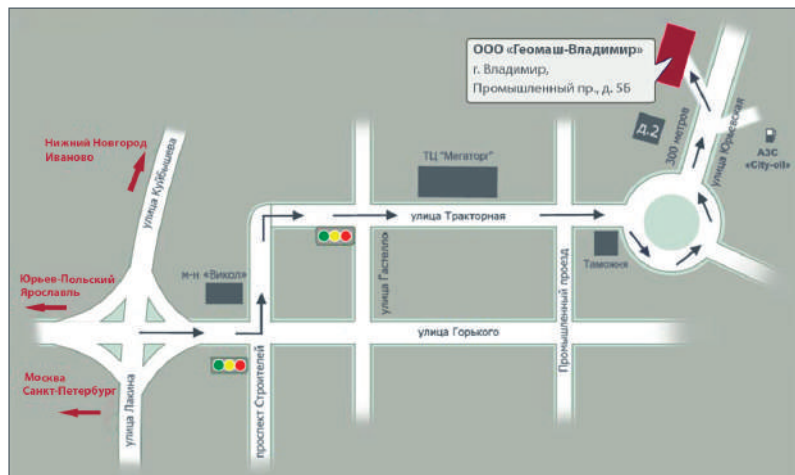 ООО «Геомаш-Владимир»
г. Владимир,
Промышленный пр., д. 5Б
д.2
300 метров
улица Юрьевская
АЗС
«City-oil»
Нижний Новгород
Иваново
улица Куйбышева
ТЦ "Мегаторг"
улица Тракторная
Таможня
м-н «Викол»
улица Гастелло
Промышленный проезд
Юрьев-Польский
Ярославль
улица Горького
Москва
Санкт-Петербург
улица Лакина
проспект Строителей